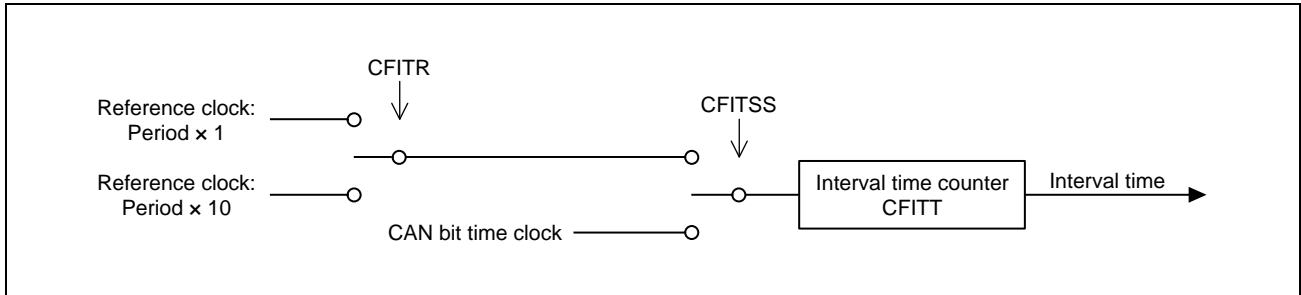 CFITR
Reference clock:
Period × 1
CFITSS
Reference clock:
Period × 10
Interval time counter
CFITT
Interval time
CAN bit time clock